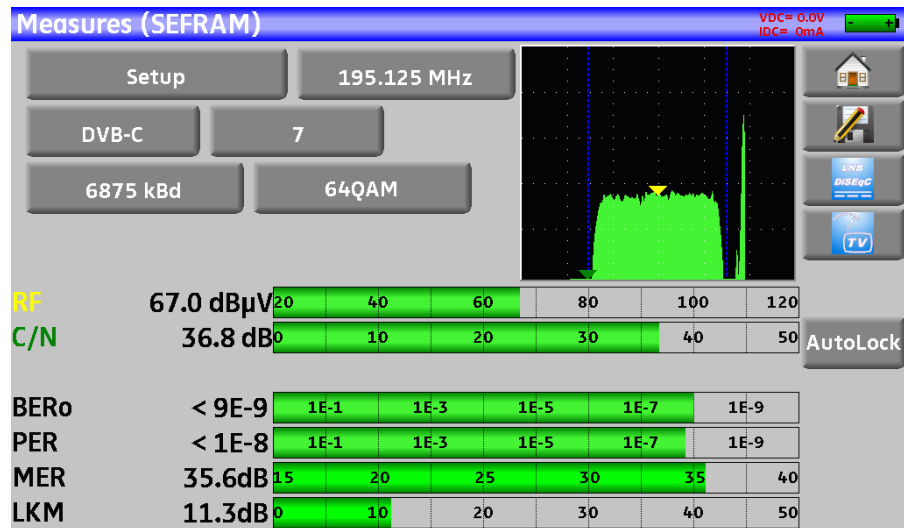 Measures (SEFRAM)
VDC= 0.0V
IDC= 0mA
- +
Setup
195.125 MHz
DVB-C
7
6875 kBd
64QAM
LNB
DiSEqC
TV
RF 67.0 dBµV 20 40 60 80 100 120
C/N 36.8 dB 0 10 20 30 40 50
AutoLock
BERo < 9E-9 1E-1 1E-3 1E-5 1E-7 1E-9
PER < 1E-8 1E-1 1E-3 1E-5 1E-7 1E-9
MER 35.6dB 15 20 25 30 35 40
LKM 11.3dB 0 10 20 30 40 50